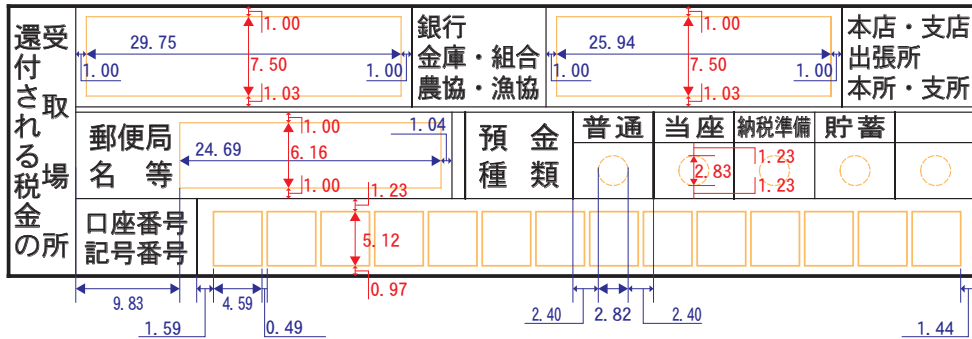 還付される税金の
受取場所
29.75
1.00
1.00
1.00
7.50
1.03
銀行
金庫・組合
農協・漁協
25.94
1.00
1.00
1.00
7.50
1.03
本店・支店
出張所
本所・支所
郵便局
名等
24.69
1.00
6.16
1.00
1.04
預金
種類
普通
当座
納税準備
貯蓄
2.83
1.23
1.23
口座番号
記号番号
1.23
5.12
0.97
9.83
1.59
4.59
0.49
2.40
2.82
2.40
1.44